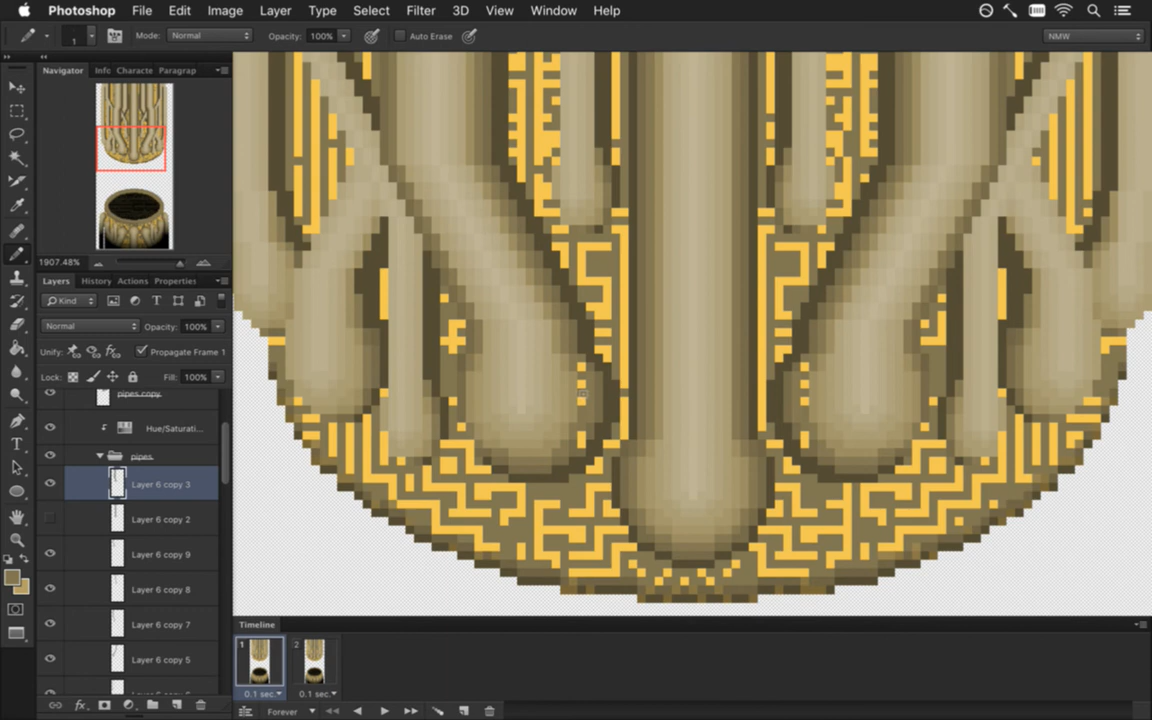 Photoshop File Edit Image Layer Type Select Filter 3D View Window Help
1 Mode: Normal Opacity: 100% Auto Erase NMW
Navigator Info Characte Paragrap
1907.48%
Layers History Actions Properties
Kind
Normal Opacity: 100%
Unify: Propagate Frame 1
Lock: Fill: 100%
pipes copy
Hue/Saturati...
pipes
Layer 6 copy 3
Layer 6 copy 2
Layer 6 copy 9
Layer 6 copy 8
Layer 6 copy 7
Layer 6 copy 5
Timeline
1 2
0.1 sec. 0.1 sec.
Forever